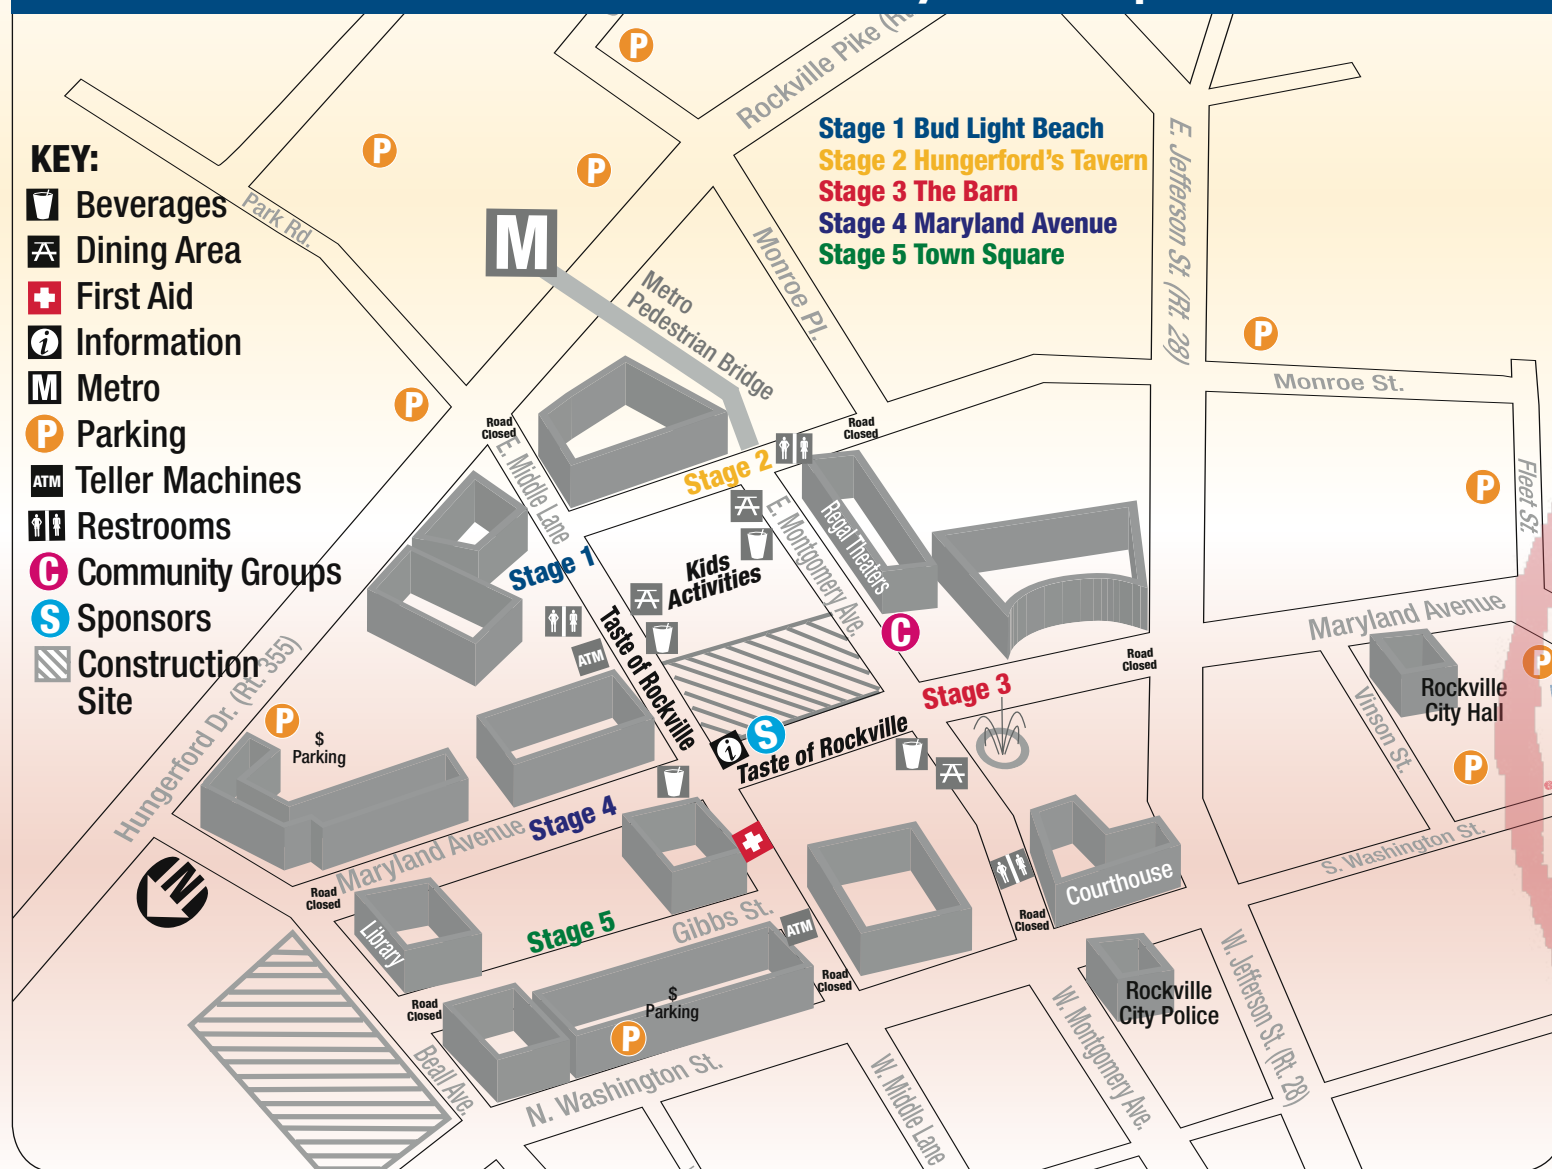 Rockville Pike (R
Stage 1 Bud Light Beach
Stage 2 Hungerford's Tavern
Stage 3 The Barn
Stage 4 Maryland Avenue
Stage 5 Town Square
KEY:
Beverages
Dining Area
First Aid
Information
M Metro
P Parking
ATM Teller Machines
Restrooms
C Community Groups
S Sponsors
Construction
Site
P
P
P
P
M
Park Rd.
Metro
Pedestrian Bridge
Monroe Pl.
E. Jefferson St. (Rt. 28)
P
Monroe St.
P
Fleet St.
Road
Closed
Road
Closed
E. Middle Lane
Stage 2
E. Montgomery Ave.
Regal Theaters
Stage 1
Kids
Activities
Taste of Rockville
ATM
C
Maryland Avenue
Road
Closed
Stage 3
P
Rockville
City Hall
Vinson St.
P
S. Washington St.
Hungerford Dr. (Rt. 355)
P
$
Parking
i
S
Taste of Rockville
Stage 4
Maryland Avenue
N
Road
Closed
Library
Stage 5
Gibbs St.
ATM
Courthouse
Road
Closed
Road
Closed
Road
Closed
$
Parking
P
Rockville
City Police
W. Jefferson St. (Rt. 28)
W. Montgomery Ave.
W. Middle Lane
Beall Ave.
N. Washington St.